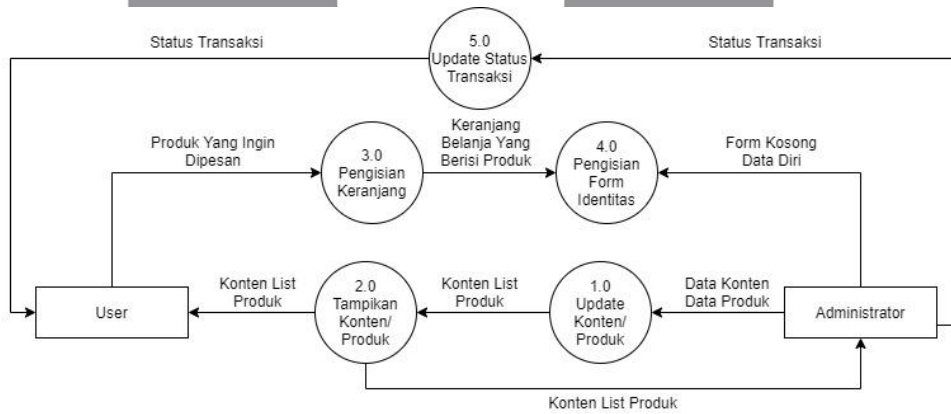 Status Transaksi
5.0
Update Status
Transaksi
Status Transaksi
Produk Yang Ingin
Dipesan
3.0
Pengisian
Keranjang
Keranjang
Belanja Yang
Berisi Produk
4.0
Pengisian
Form
Identitas
Form Kosong
Data Diri
User
Konten List
Produk
2.0
Tampikan
Konten/
Produk
Konten List
Produk
1.0
Update
Konten/
Produk
Data Konten
Data Produk
Administrator
Konten List Produk